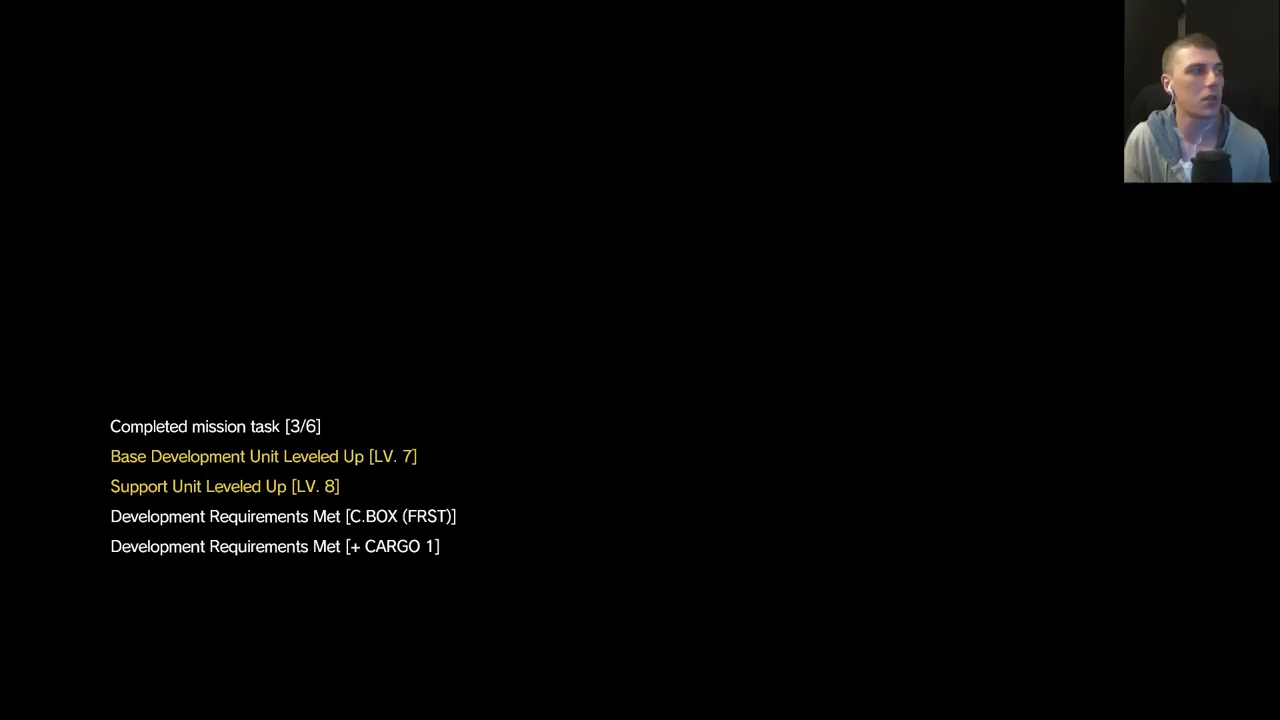 Completed mission task [3/6]
Base Development Unit Leveled Up [LV. 7]
Support Unit Leveled Up [LV. 8]
Development Requirements Met [C.BOX (FRST)]
Development Requirements Met [+ CARGO 1]